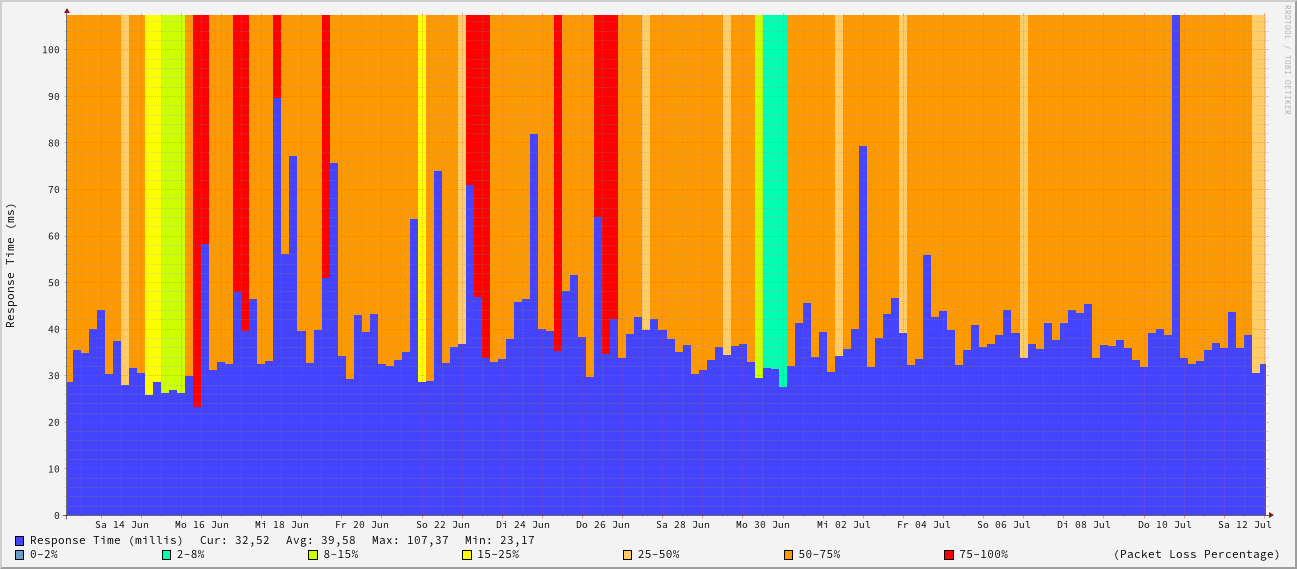 RRDTOOL / TOBI OETIKER
Response Time (ms)
100
90
80
70
60
50
40
30
20
10
0
Sa 14 Jun Mo 16 Jun Mi 18 Jun Fr 20 Jun So 22 Jun Di 24 Jun Do 26 Jun Sa 28 Jun Mo 30 Jun Mi 02 Jul Fr 04 Jul So 06 Jul Di 08 Jul Do 10 Jul Sa 12 Jul
Response Time (millis) Cur: 32,52 Avg: 39,58 Max: 107,37 Min: 23,17
0-2% 2-8% 8-15% 15-25% 25-50% 50-75% 75-100% (Packet Loss Percentage)